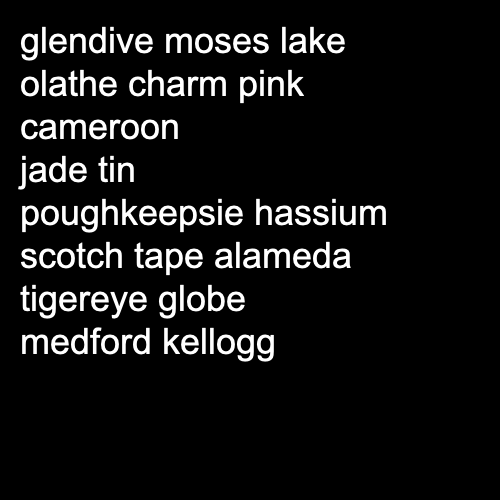 glendive moses lake
olathe charm pink
cameroon
jade tin
poughkeepsie hassium
scotch tape alameda
tigereye globe
medford kellogg